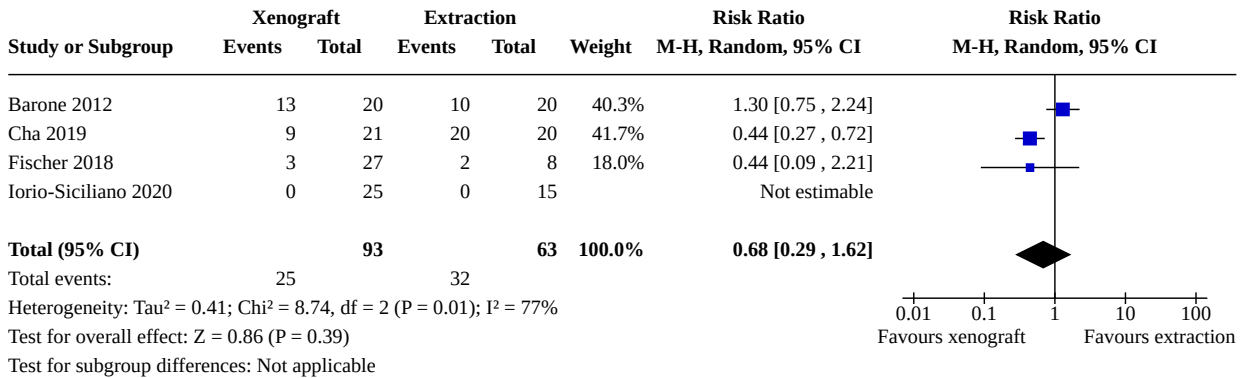 Xenograft Extraction Risk Ratio Risk Ratio
Study or Subgroup Events Total Events Total Weight M-H, Random, 95% CI M-H, Random, 95% CI
Barone 2012 13 20 10 20 40.3% 1.30 [0.75 , 2.24]
Cha 2019 9 21 20 20 41.7% 0.44 [0.27 , 0.72]
Fischer 2018 3 27 2 8 18.0% 0.44 [0.09 , 2.21]
Iorio-Siciliano 2020 0 25 0 15 Not estimable
Total (95% CI) 93 63 100.0% 0.68 [0.29 , 1.62]
Total events: 25 32
Heterogeneity: Tau² = 0.41; Chi² = 8.74, df = 2 (P = 0.01); I² = 77%
0.01 0.1 1 10 100
Test for overall effect: Z = 0.86 (P = 0.39) Favours xenograft Favours extraction
Test for subgroup differences: Not applicable